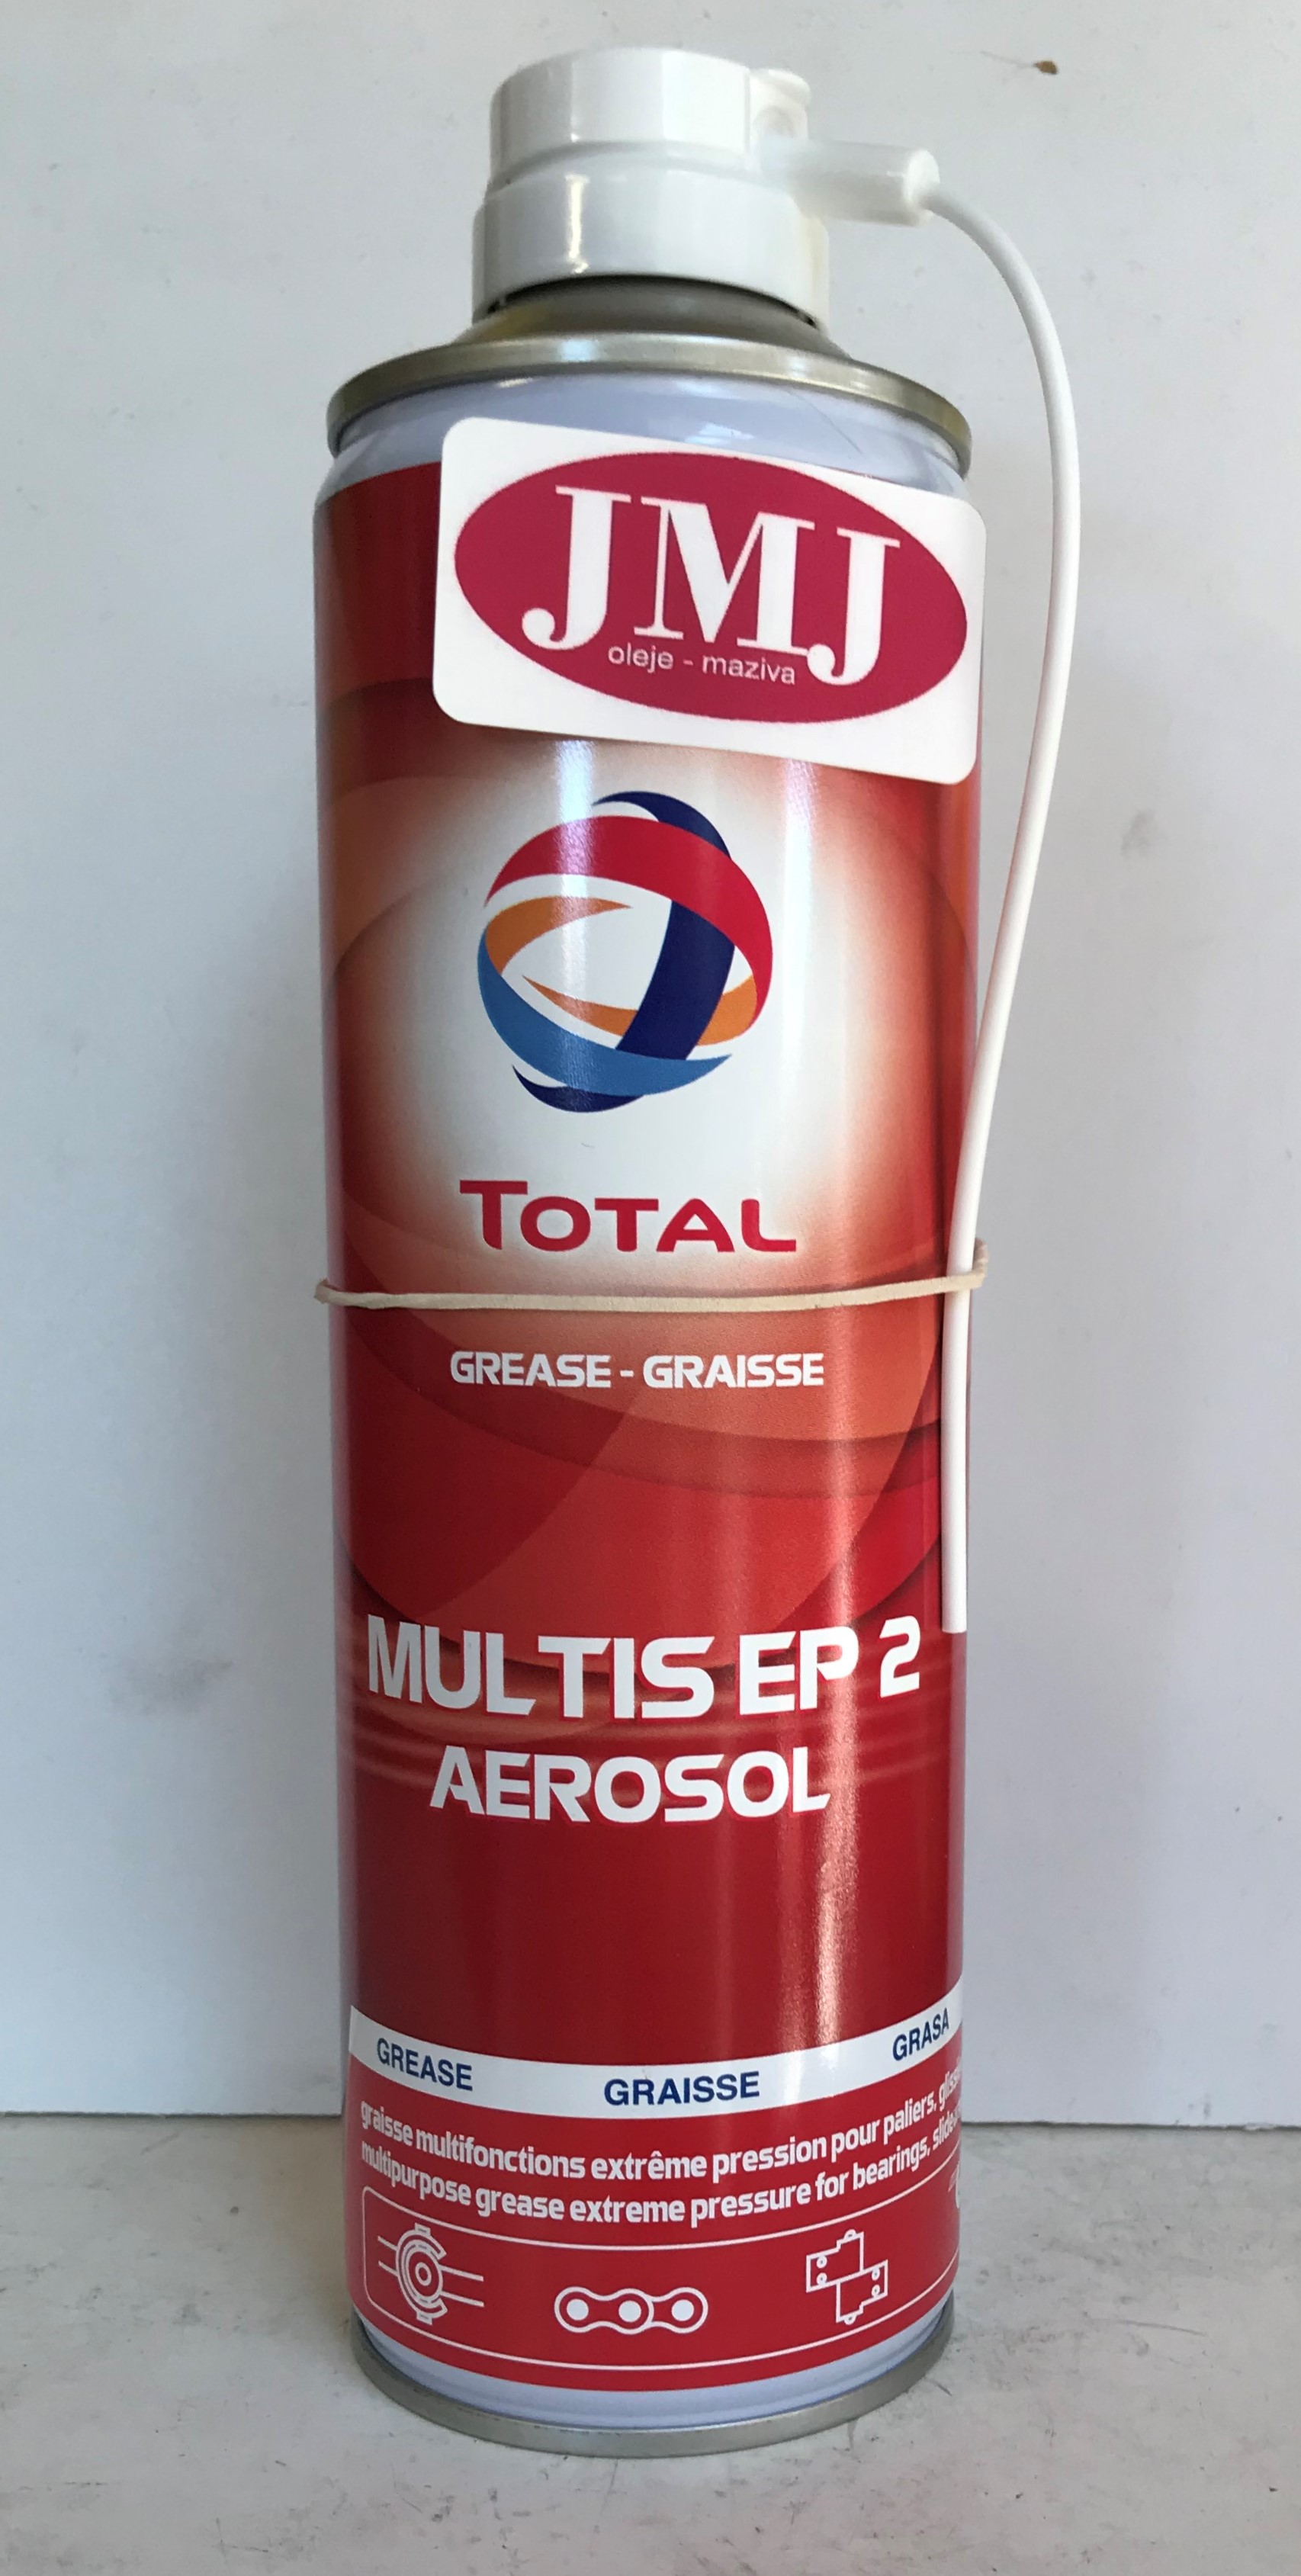 JMJ
oleje - maziva
TOTAL
GREASE - GRAISSE
MULTIS EP 2
AEROSOL
GREASE GRAISSE GRASA
graisse multifonctions extrême pression pour paliers,
multipurpose grease extreme pressure for bearings,